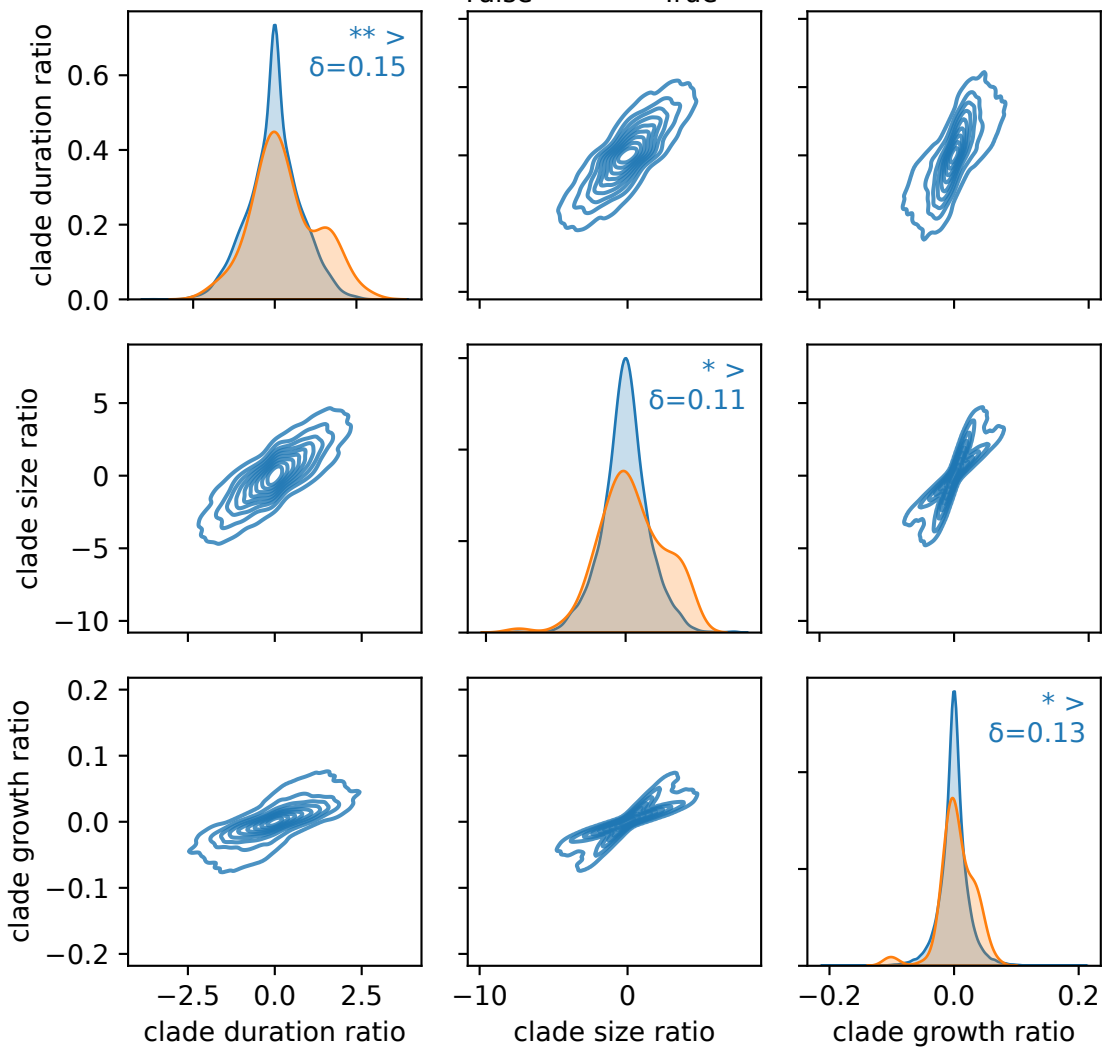 False True
clade duration ratio
0.6
0.4
0.2
0.0
** >
δ=0.15
clade size ratio
5
0
−5
−10
* >
δ=0.11
clade growth ratio
0.2
0.1
0.0
−0.1
−0.2
* >
δ=0.13
−2.5 0.0 2.5
−10 0
−0.2 0.0 0.2
clade duration ratio
clade size ratio
clade growth ratio